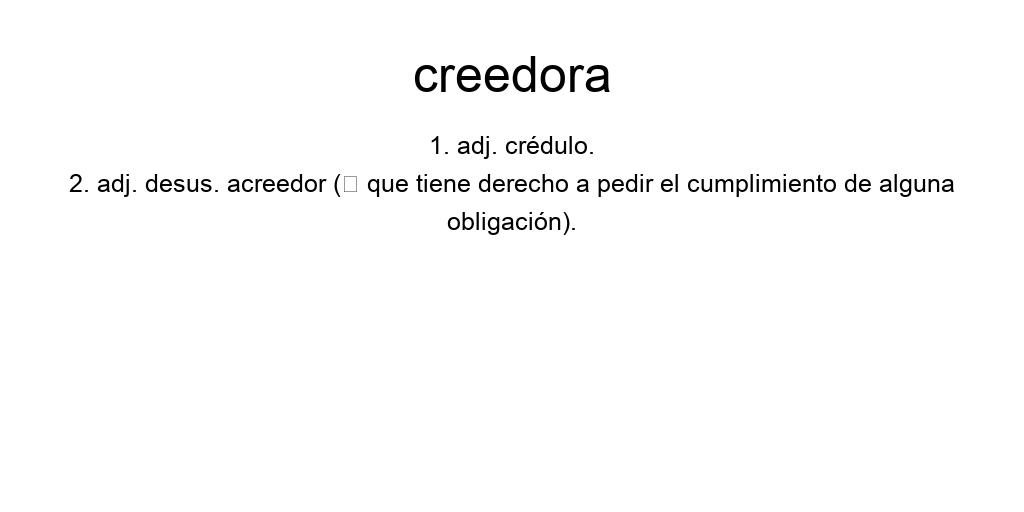 creedora
1. adj. crédulo.
2. adj. desus. acreedor (▯ que tiene derecho a pedir el cumplimiento de alguna
obligación).